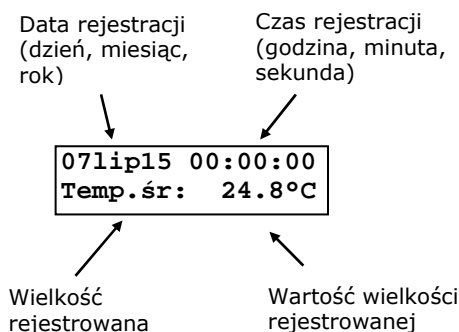 Data rejestracji
(dzień, miesiąc,
rok)
Czas rejestracji
(godzina, minuta,
sekunda)
07lip15 00:00:00
Temp.śr: 24.8°C
Wielkość
rejestrowana
Wartość wielkości
rejestrowanej